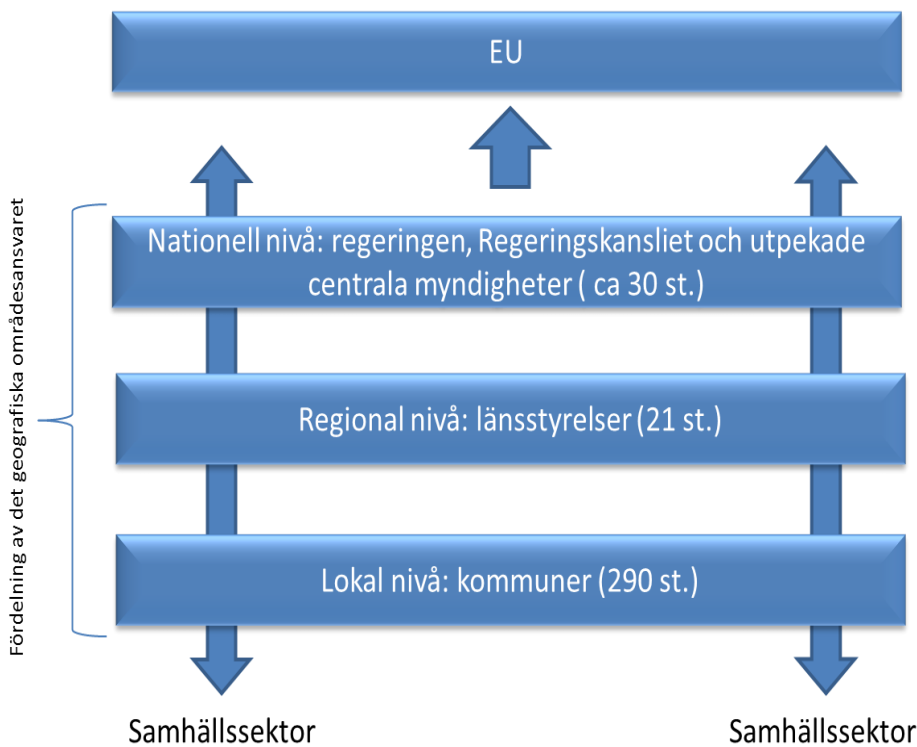 EU
Fördelning av det geografiska områdesansvaret
Nationell nivå: regeringen, Regeringskansliet och utpekade
centrala myndigheter ( ca 30 st.)
Regional nivå: länsstyrelser (21 st.)
Lokal nivå: kommuner (290 st.)
Samhällssektor
Samhällssektor